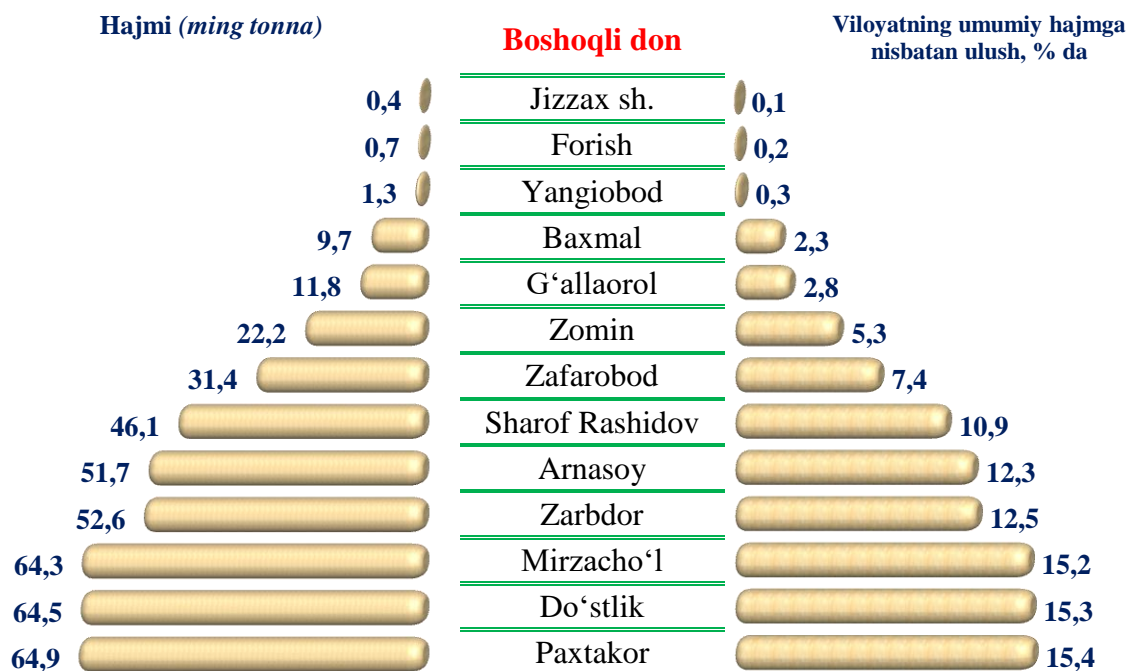 Hajmi (ming tonna)
Boshoqli don
Viloyatning umumiy hajmga
nisbatan ulush, % da
0,4 Jizzax sh. 0,1
0,7 Forish 0,2
1,3 Yangiobod 0,3
9,7 Baxmal 2,3
11,8 G‘allaorol 2,8
22,2 Zomin 5,3
31,4 Zafarobod 7,4
46,1 Sharof Rashidov 10,9
51,7 Arnasoy 12,3
52,6 Zarbdor 12,5
64,3 Mirzacho‘l 15,2
64,5 Do‘stlik 15,3
64,9 Paxtakor 15,4